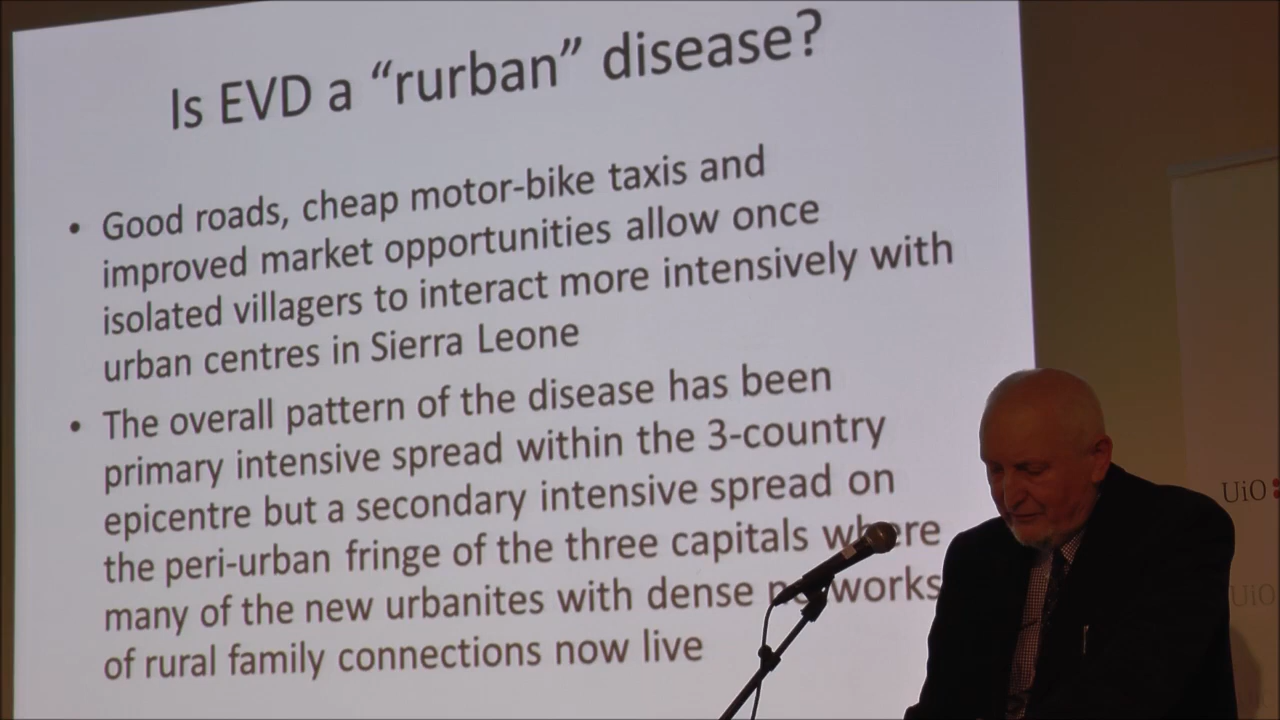 Is EVD a “rurban” disease?
• Good roads, cheap motor-bike taxis and
improved market opportunities allow once
isolated villagers to interact more intensively with
urban centres in Sierra Leone
• The overall pattern of the disease has been
primary intensive spread within the 3-country
epicentre but a secondary intensive spread on
the peri-urban fringe of the three capitals where
many of the new urbanites with dense networks
of rural family connections now live
UiO
UiO